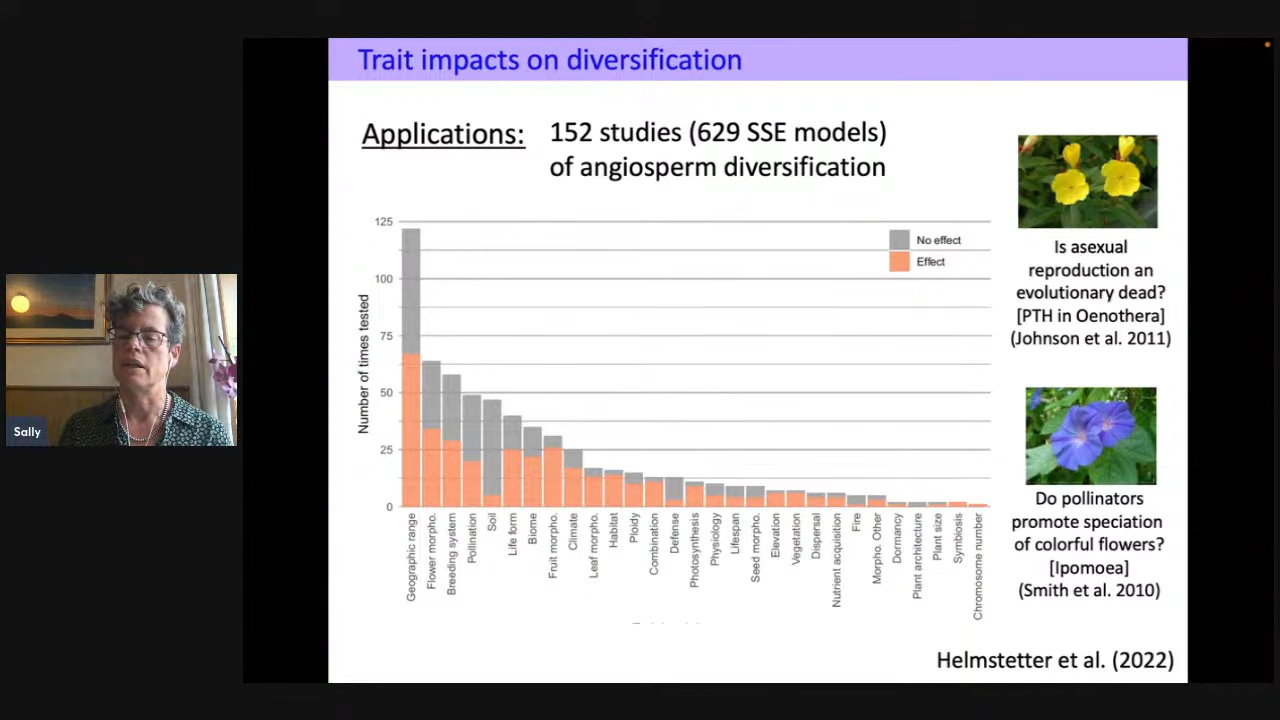 Trait impacts on diversification
Applications:
152 studies (629 SSE models)
of angiosperm diversification
125
100
75
50
25
0
Number of times tested
No effect
Effect
Geographic range
Flower morpho.
Breeding system
Pollination
Soil
Life form
Biome
Fruit morpho.
Climate
Leaf morpho.
Habitat
Ploidy
Combination
Defense
Photosynthesis
Physiology
Lifespan
Seed morpho.
Elevation
Vegetation
Dispersal
Nutrient acquisition
Fire
Morpho. Other
Dormancy
Plant architecture
Plant size
Symbiosis
Chromosome number
Is asexual
reproduction an
evolutionary dead?
[PTH in Oenothera]
(Johnson et al. 2011)
Do pollinators
promote speciation
of colorful flowers?
[Ipomoea]
(Smith et al. 2010)
Helmstetter et al. (2022)
Sally